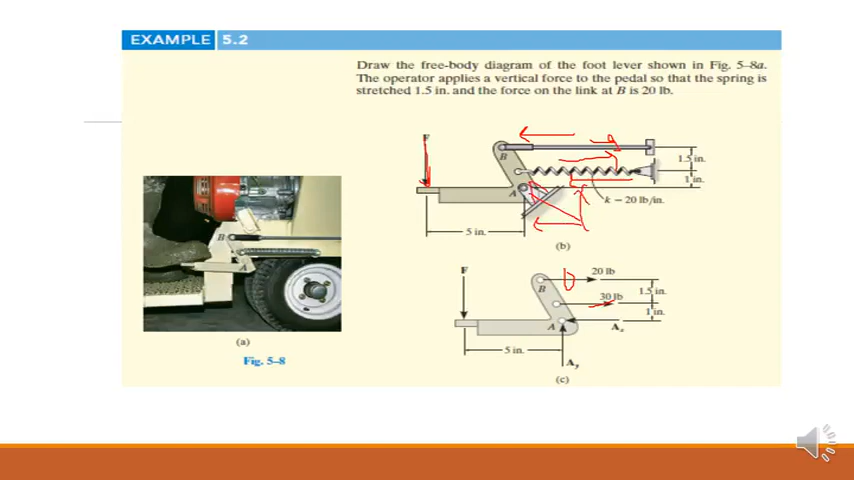 EXAMPLE 5.2
Draw the free-body diagram of the foot lever shown in Fig. 5–8a.
The operator applies a vertical force to the pedal so that the spring is
stretched 1.5 in. and the force on the link at B is 20 lb.
F
B
1.5 in.
1 in.
A
k = 20 lb/in.
5 in.
(b)
B
A
(a)
Fig. 5–8
F
20 lb
B
30 lb
1.5 in.
1 in.
A
Ax
5 in.
Ay
(c)